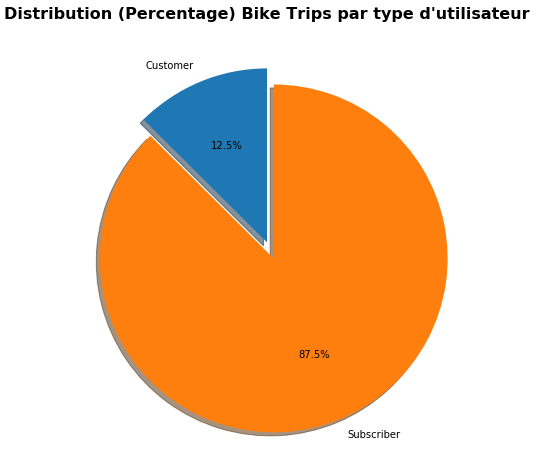 Distribution (Percentage) Bike Trips par type d'utilisateur
Customer
12.5%
87.5%
Subscriber